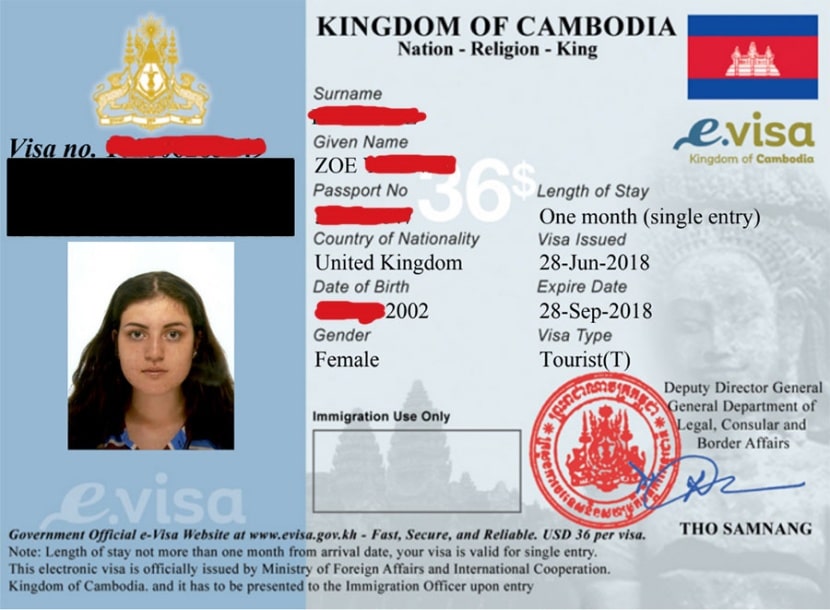 KINGDOM OF CAMBODIA
Nation - Religion - King
e.visa
Kingdom of Cambodia
Visa no.
Surname
Given Name
ZOE
Passport No
36$
Country of Nationality
United Kingdom
Date of Birth
2002
Gender
Female
Length of Stay
One month (single entry)
Visa Issued
28-Jun-2018
Expire Date
28-Sep-2018
Visa Type
Tourist(T)
Immigration Use Only
Deputy Director General
General Department of
Legal, Consular and
Border Affairs
THO SAMNANG
e.visa
Government Official e-Visa Website at www.evisa.gov.kh - Fast, Secure, and Reliable. USD 36 per visa.
Note: Length of stay not more than one month from arrival date, your visa is valid for single entry.
This electronic visa is officially issued by Ministry of Foreign Affairs and International Cooperation.
Kingdom of Cambodia. and it has to be presented to the Immigration Officer upon entry